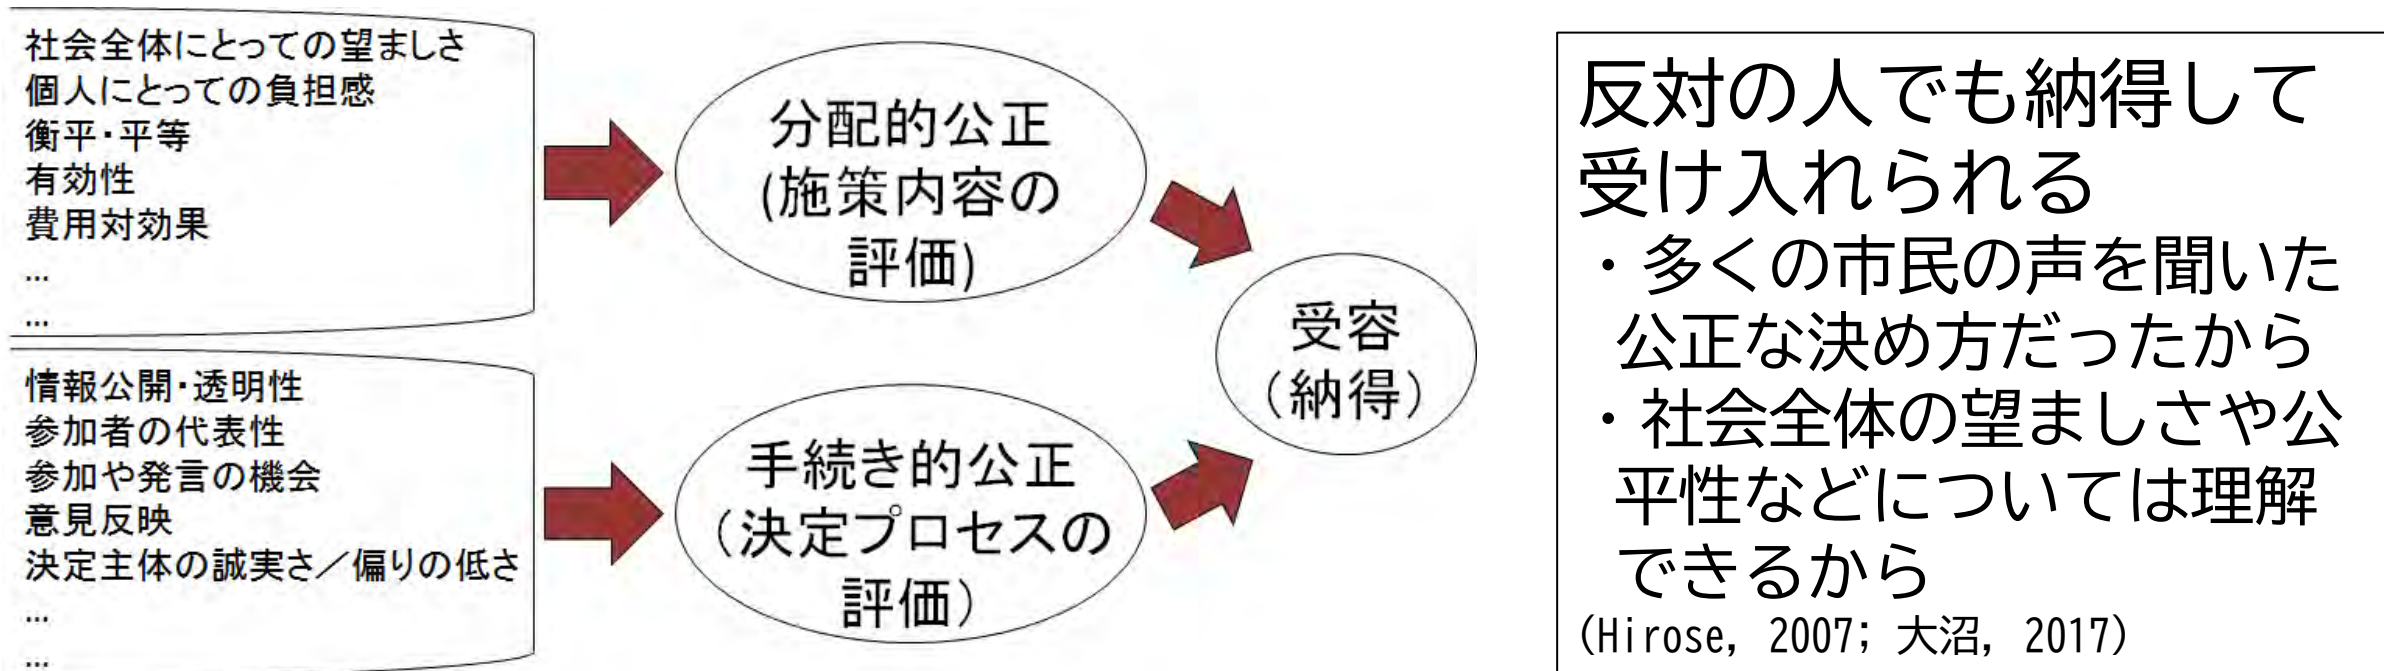 社会全体にとっての望ましさ
個人にとっての負担感
衡平・平等
有効性
費用対効果
...
...
情報公開・透明性
参加者の代表性
参加や発言の機会
意見反映
決定主体の誠実さ／偏りの低さ
...
...
分配的公正
(施策内容の
評価)
手続き的公正
（決定プロセスの
評価）
受容
（納得）
反対の人でも納得して
受け入れられる
・多くの市民の声を聞いた
公正な決め方だったから
・社会全体の望ましさや公
平性などについては理解
できるから
(Hirose, 2007; 大沼, 2017)